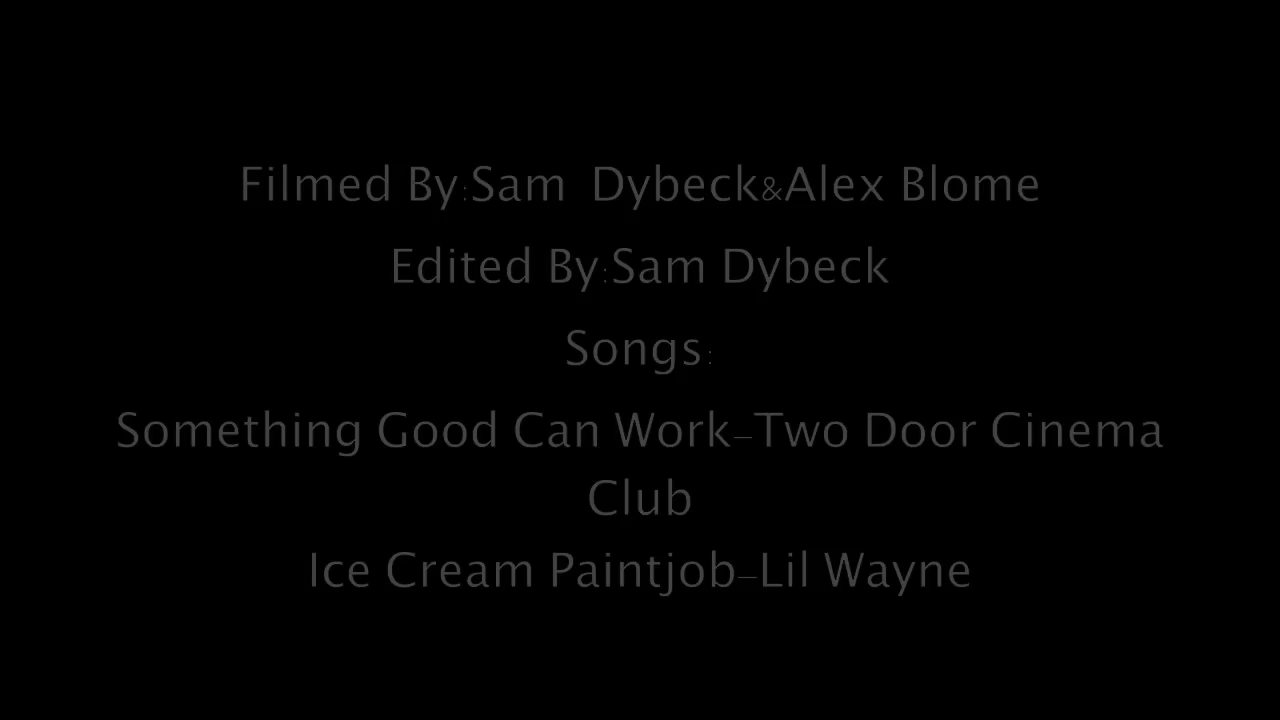 Filmed By:Sam  Dybeck&Alex Blome
Edited By:Sam Dybeck
Songs:
Something Good Can Work-Two Door Cinema
Club
Ice Cream Paintjob-Lil Wayne